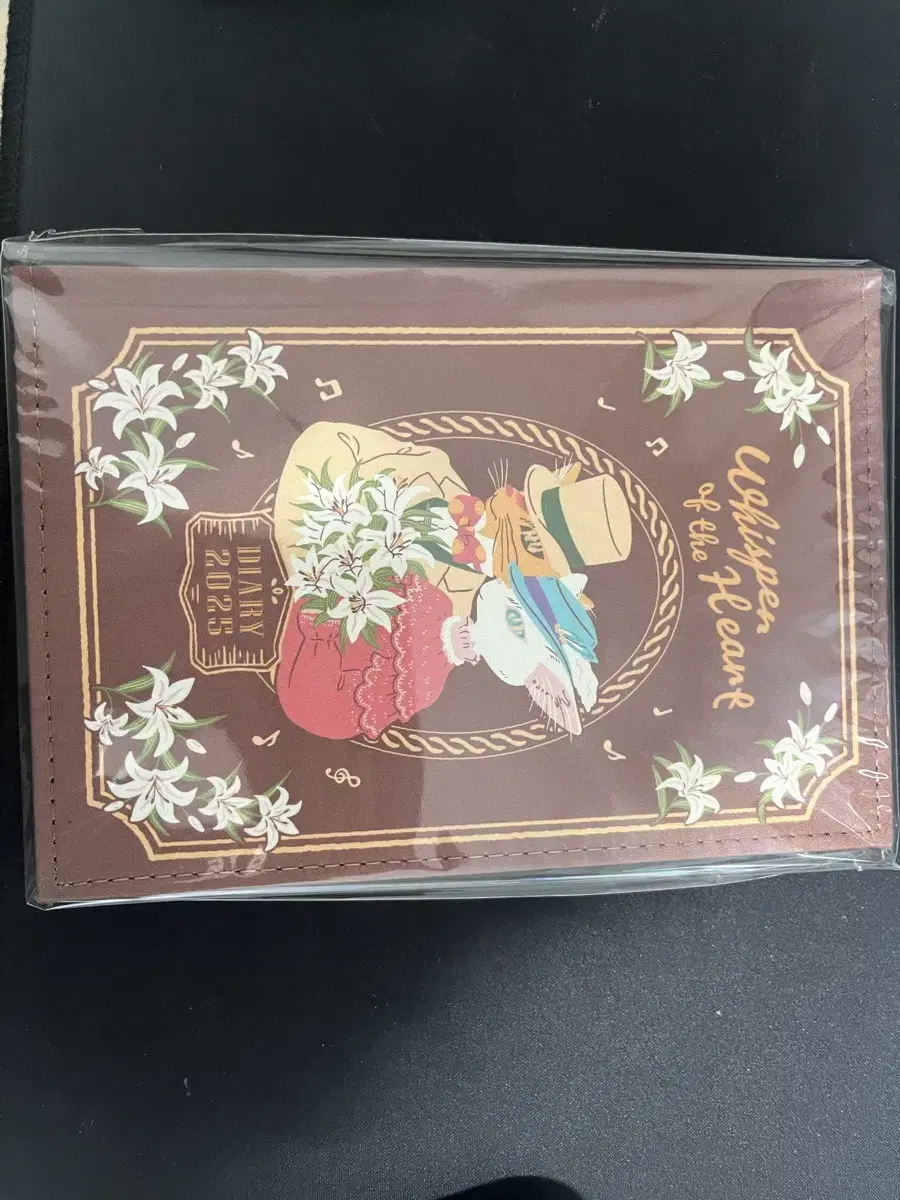 Whisper
of the Heart
DIARY
2025